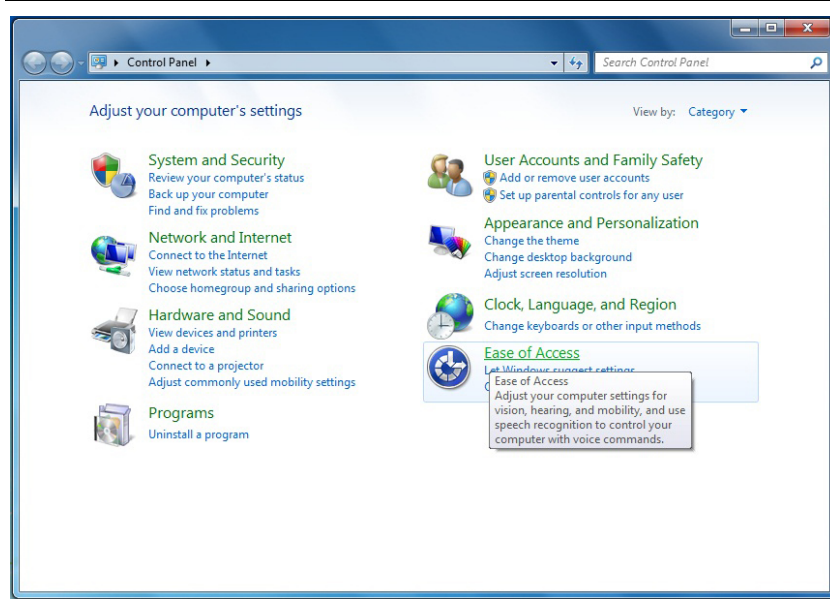 Control Panel
Search Control Panel
Adjust your computer's settings
View by: Category
System and Security
Review your computer's status
Back up your computer
Find and fix problems
Network and Internet
Connect to the Internet
View network status and tasks
Choose homegroup and sharing options
Hardware and Sound
View devices and printers
Add a device
Connect to a projector
Adjust commonly used mobility settings
Programs
Uninstall a program
User Accounts and Family Safety
Add or remove user accounts
Set up parental controls for any user
Appearance and Personalization
Change the theme
Change desktop background
Adjust screen resolution
Clock, Language, and Region
Change keyboards or other input methods
Ease of Access
Let Windows suggest settings
Ease of Access
Adjust your computer settings for
vision, hearing, and mobility, and use
speech recognition to control your
computer with voice commands.